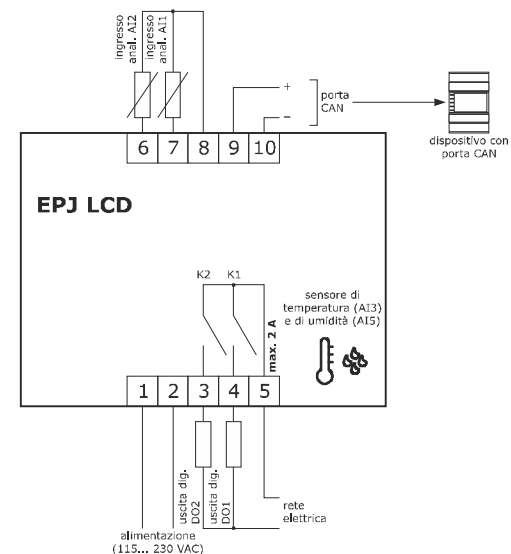 ingresso
anal. AI2
ingresso
anal. AI1
+
−
porta
CAN
dispositivo con
porta CAN
6 7 8 9 10
EPJ LCD
K2 K1
max. 2 A
sensore di
temperatura (AI3)
e di umidità (AI5)
1 2 3 4 5
uscita dig.
DO2
uscita dig.
DO1
rete
elettrica
alimentazione
(115... 230 VAC)